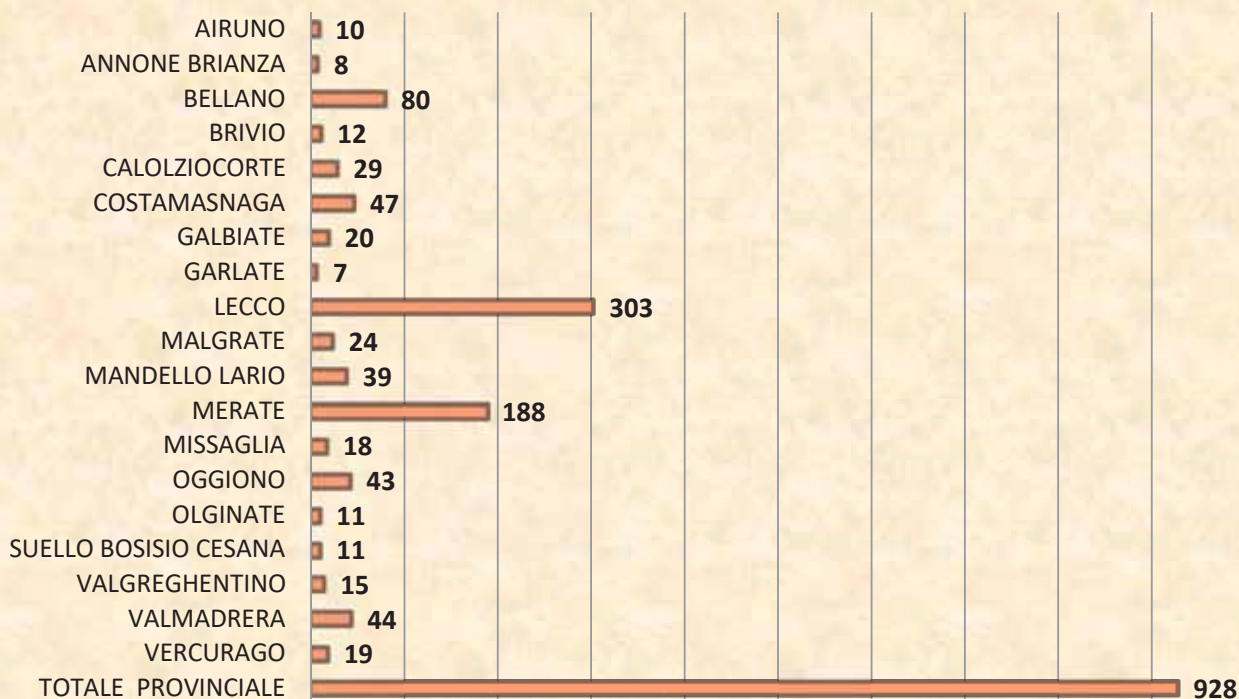 AIRUNO 10
ANNONE BRIANZA 8
BELLANO 80
BRIVIO 12
CALOLZIOCORTE 29
COSTAMASNAGA 47
GALBIATE 20
GARLATE 7
LECCO 303
MALGRATE 24
MANDELLO LARIO 39
MERATE 188
MISSAGLIA 18
OGGIONO 43
OLGINATE 11
SUELLO BOSISIO CESANA 11
VALGREGHENTINO 15
VALMADRERA 44
VERCURAGO 19
TOTALE PROVINCIALE 928